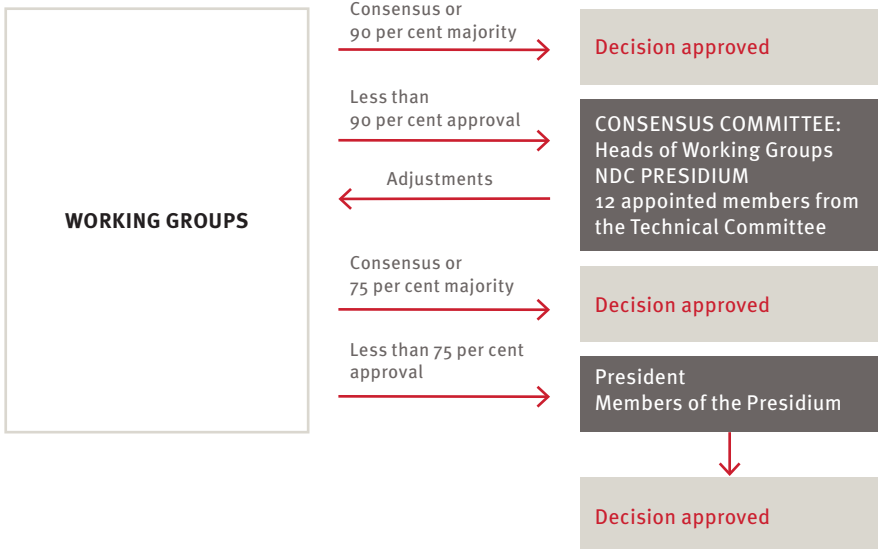 Consensus or
90 per cent majority
Decision approved
Less than
90 per cent approval
CONSENSUS COMMITTEE:
Heads of Working Groups
NDC PRESIDIUM
12 appointed members from
the Technical Committee
Adjustments
WORKING GROUPS
Consensus or
75 per cent majority
Decision approved
Less than 75 per cent
approval
President
Members of the Presidium
Decision approved